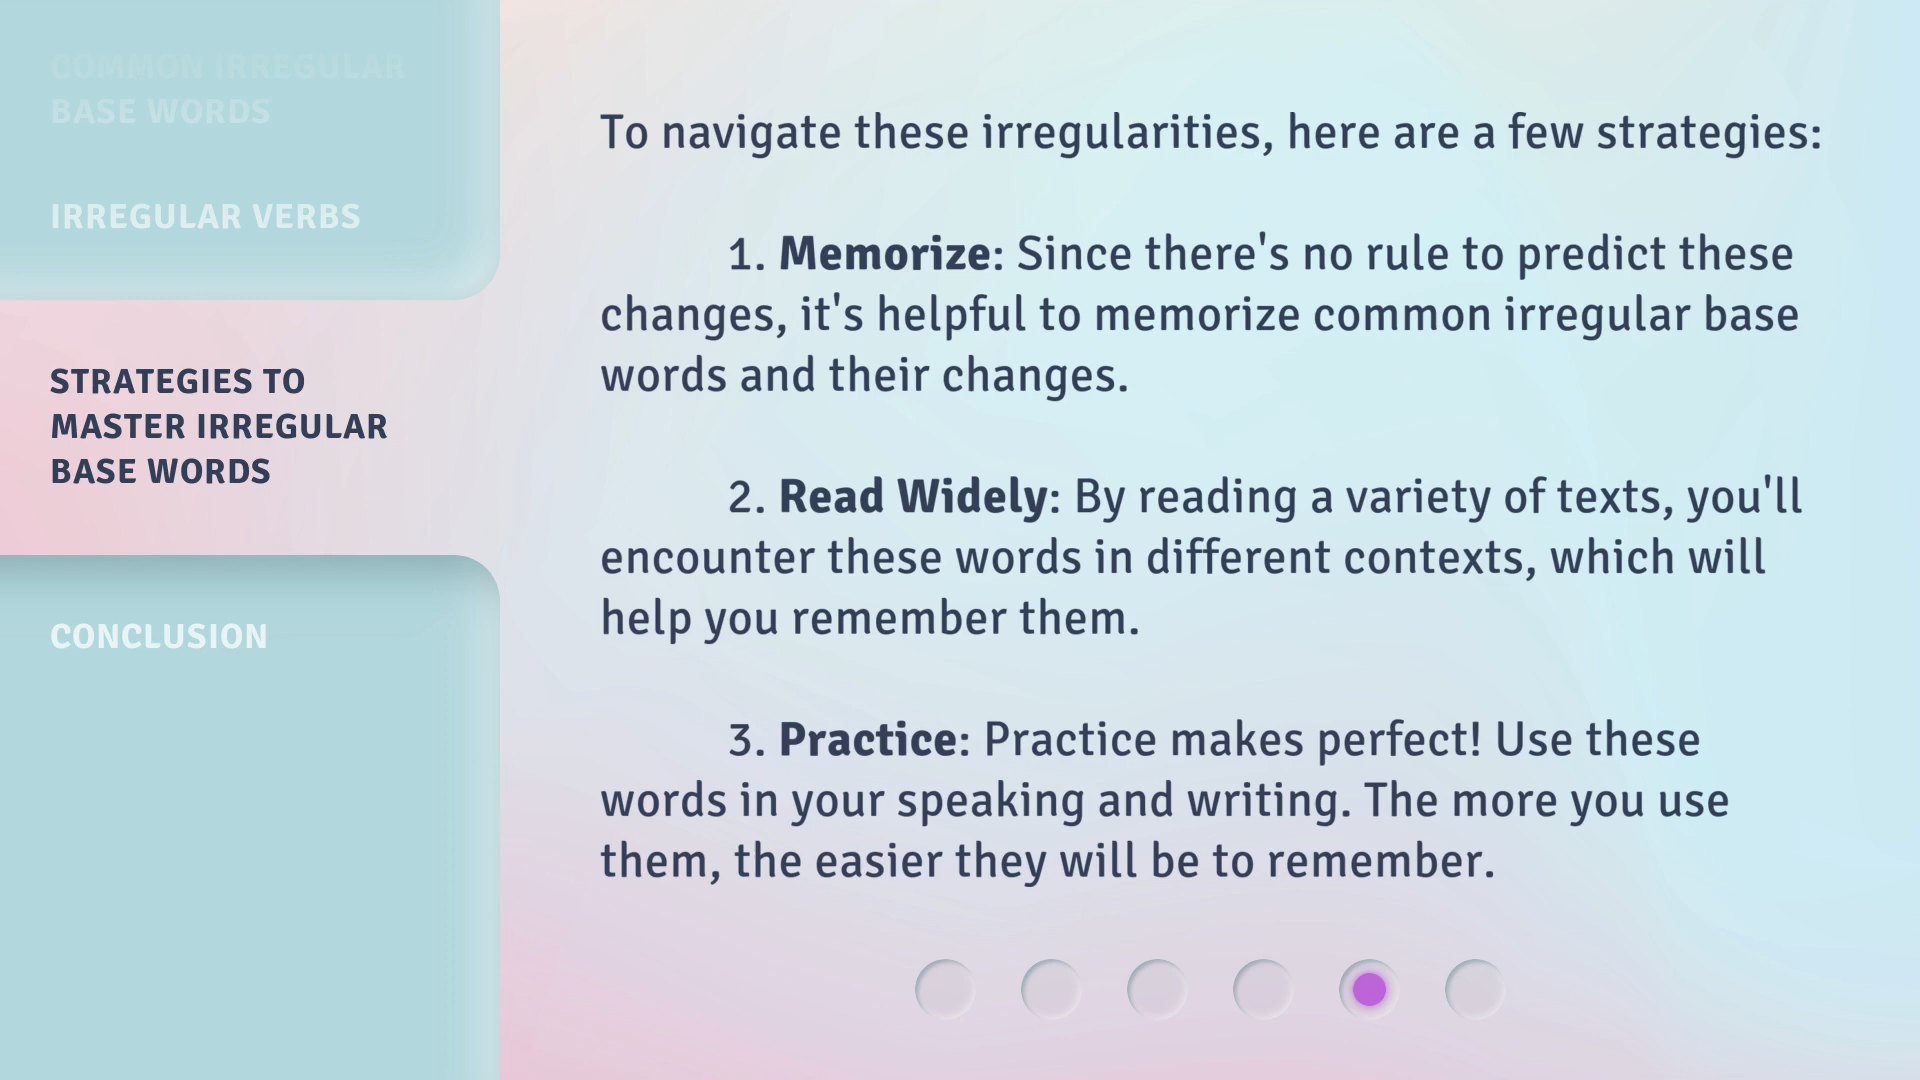 COMMON IRREGULAR
BASE WORDS
IRREGULAR VERBS
STRATEGIES TO
MASTER IRREGULAR
BASE WORDS
CONCLUSION
To navigate these irregularities, here are a few strategies:
1. Memorize: Since there's no rule to predict these
changes, it's helpful to memorize common irregular base
words and their changes.
2. Read Widely: By reading a variety of texts, you'll
encounter these words in different contexts, which will
help you remember them.
3. Practice: Practice makes perfect! Use these
words in your speaking and writing. The more you use
them, the easier they will be to remember.